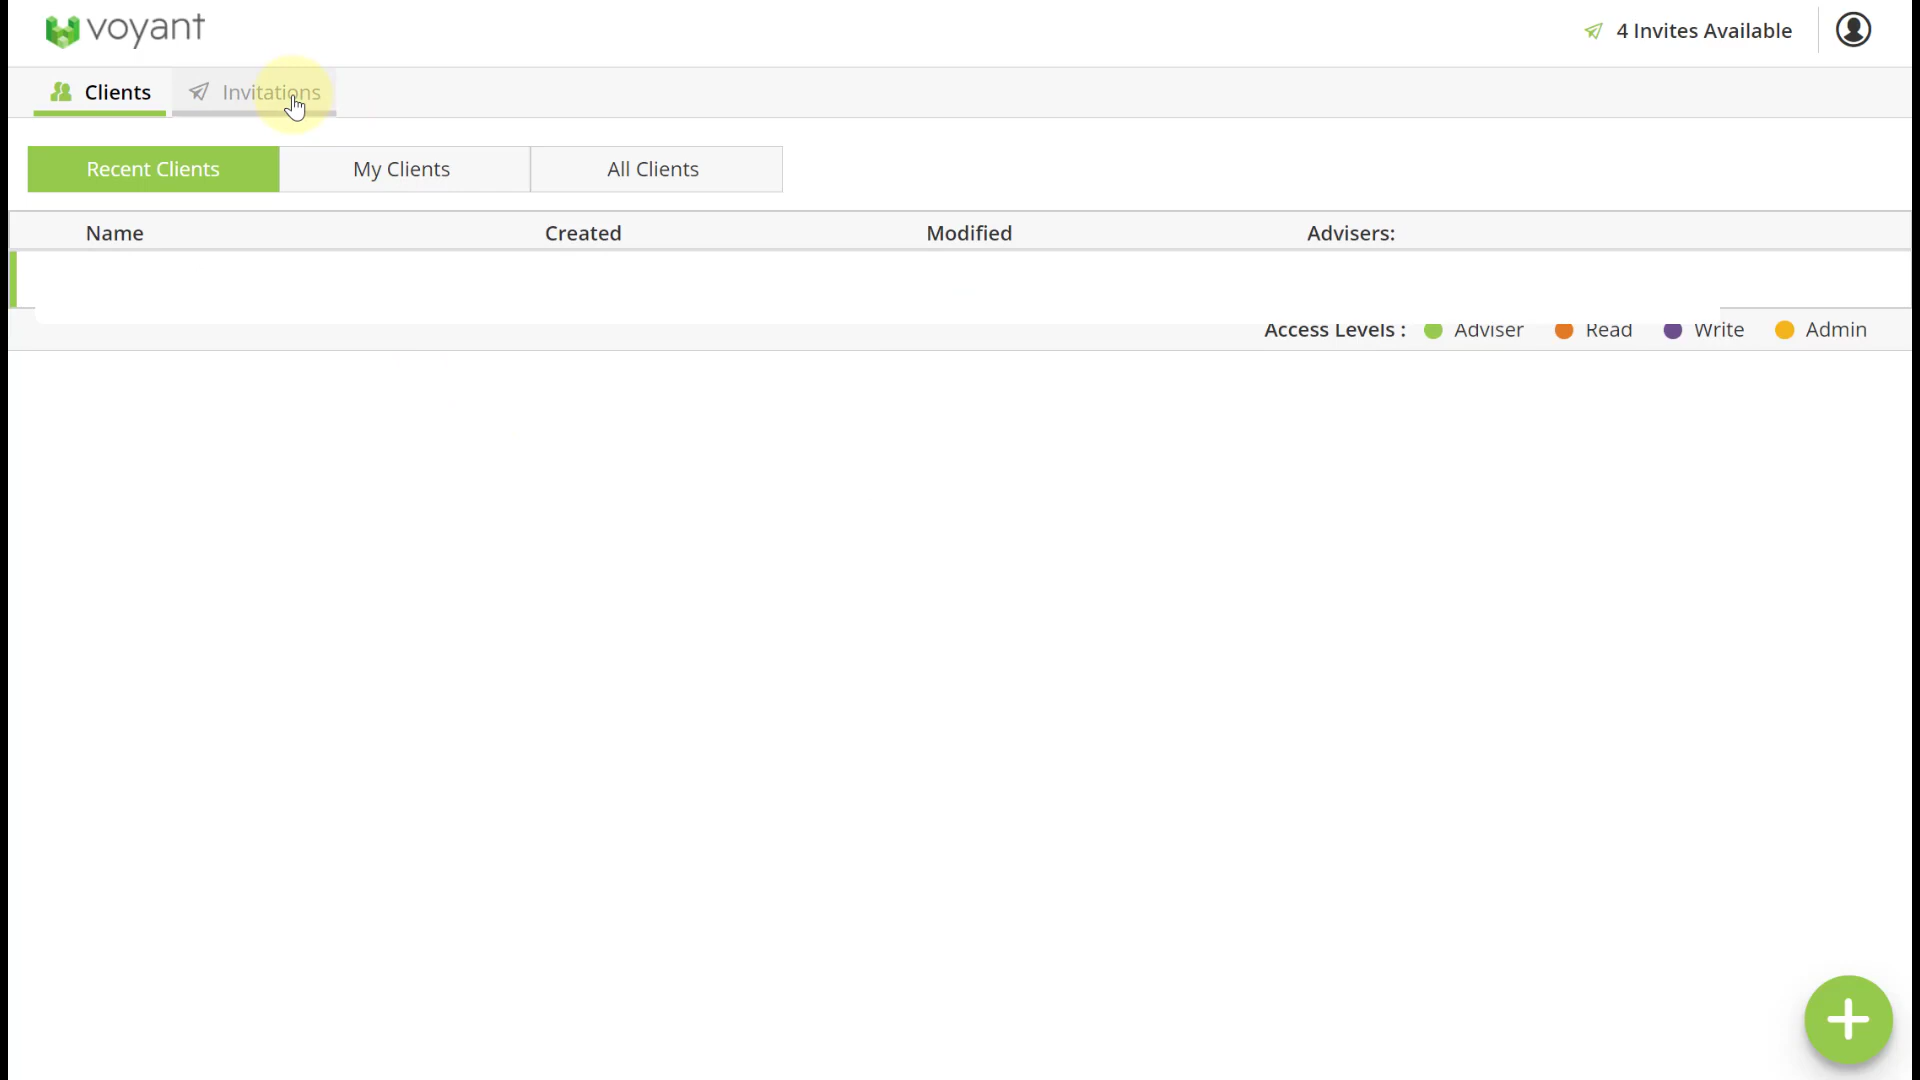 voyant
4 Invites Available
Clients
Invitations
Recent Clients
My Clients
All Clients
Name
Created
Modified
Advisers:
Access Levels :
Adviser
Read
Write
Admin